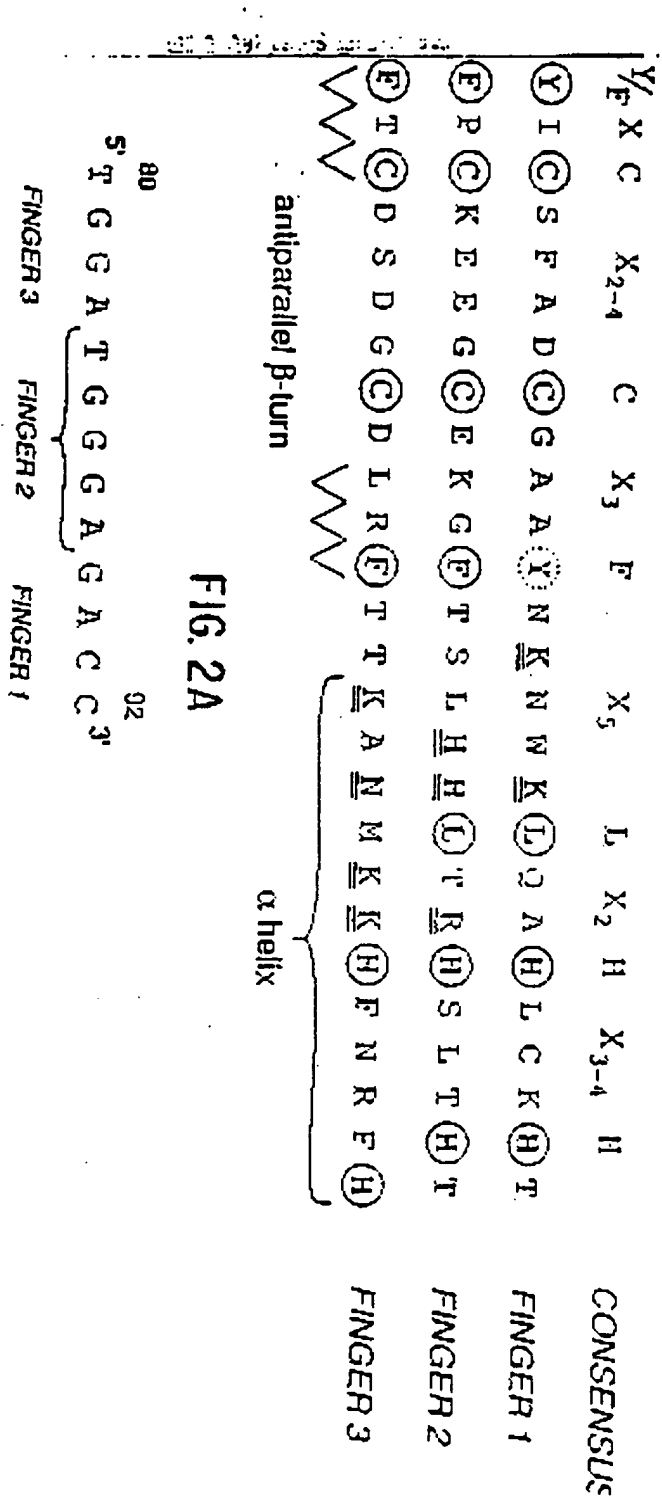 Y/F X C X2-4 C X3 F X5 L X2 H X3-4 H CONSENSUS
Y I C S F A D C G A A Y N K N W K L Q A H L C K H T FINGER 1
F P C K E E G C E K G F T S L H H L T R H S L T H T FINGER 2
F T C D S D G C D L R F T T K A N M K K H F N R F H FINGER 3
antiparallel β-turn
α helix
FIG. 2A
80 92
5' T G G A T G G G A G A C C 3'
FINGER 3 FINGER 2 FINGER 1